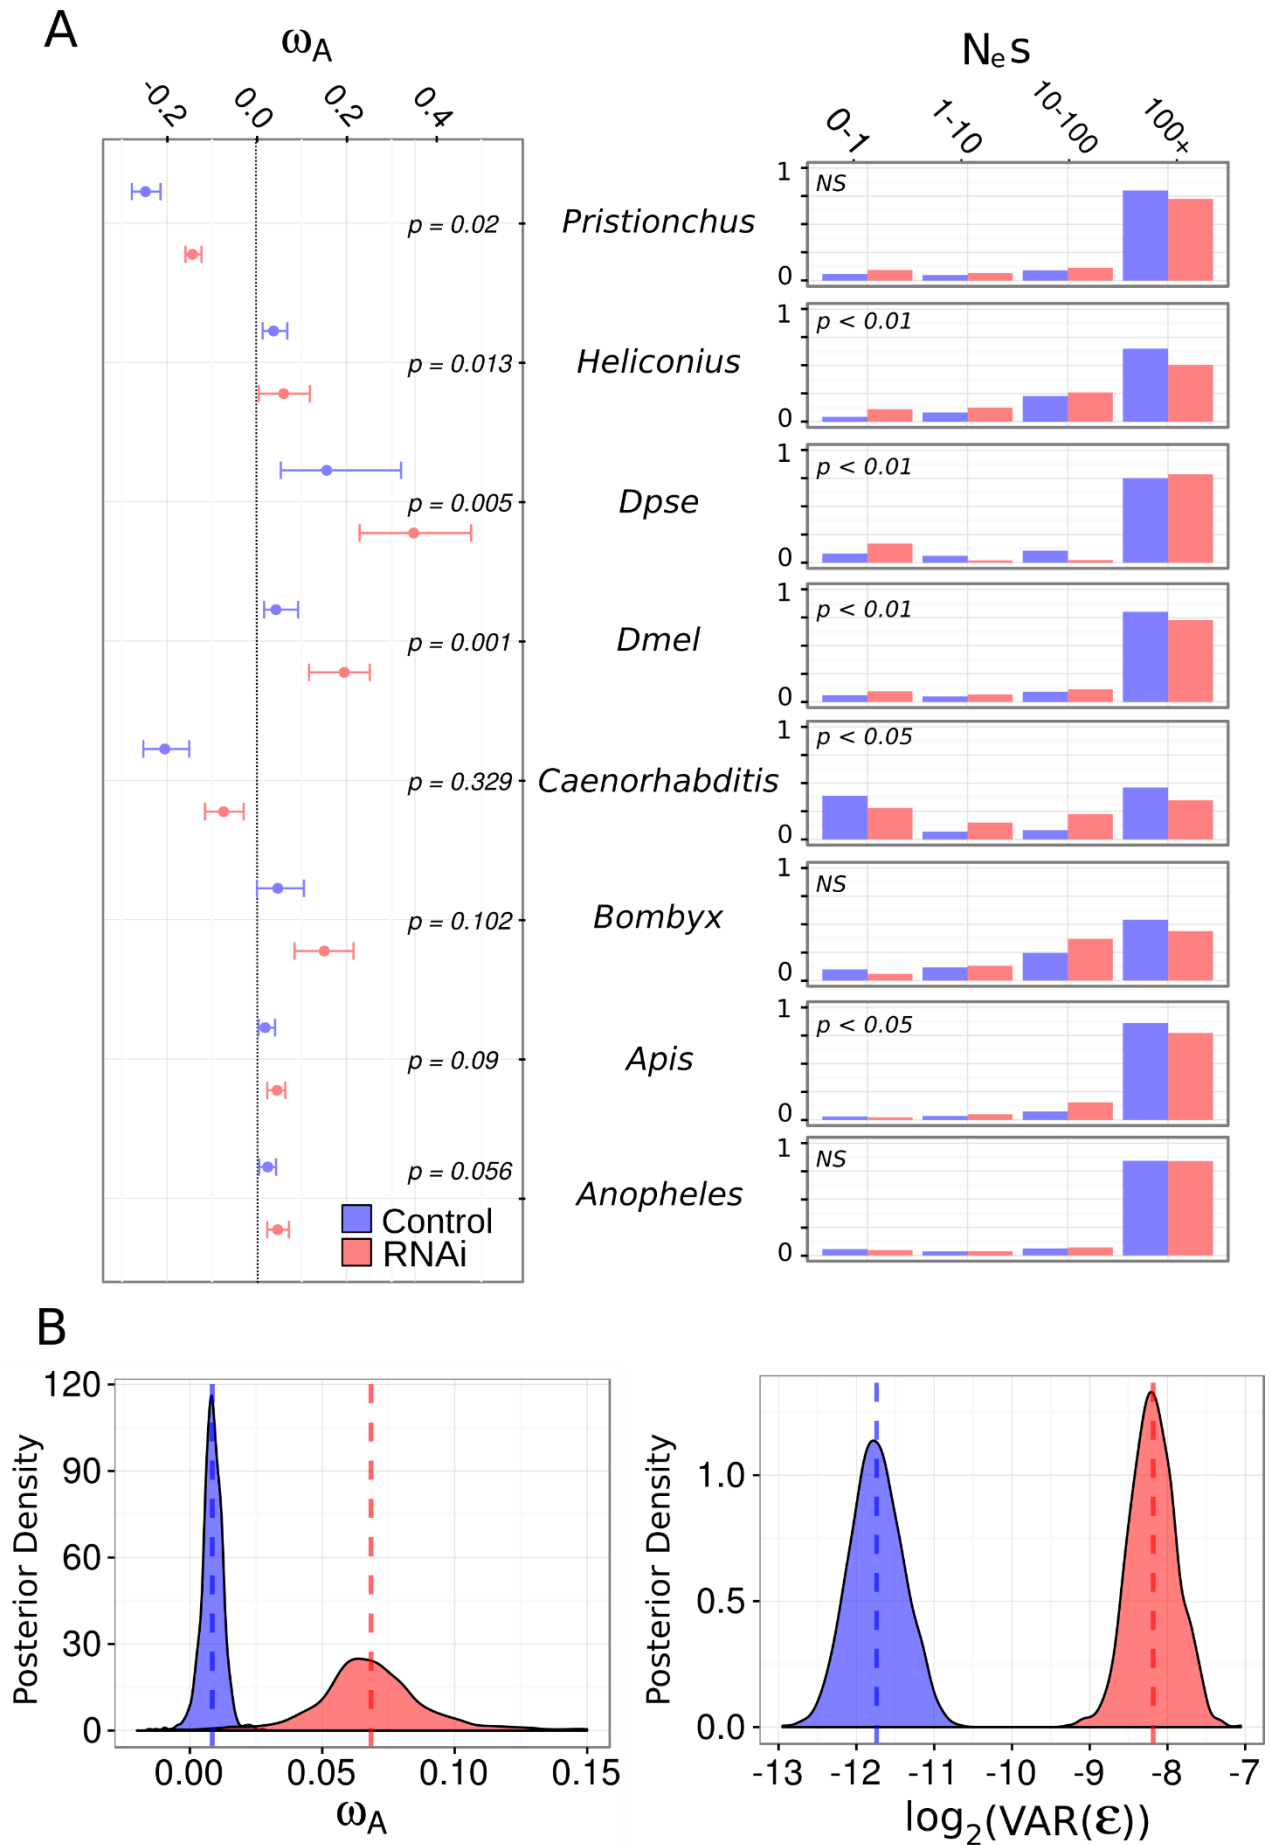 A
ωA
-0.2 0.0 0.2 0.4
Nes
0-1 1-10 10-100 100+
p = 0.02
Pristionchus
1
NS
0
p = 0.013
Heliconius
1
p < 0.01
0
p = 0.005
Dpse
1
p < 0.01
0
p = 0.001
Dmel
1
p < 0.01
0
p = 0.329
Caenorhabditis
1
p < 0.05
0
p = 0.102
Bombyx
1
NS
0
p = 0.09
Apis
1
p < 0.05
0
p = 0.056
Anopheles
1
NS
0
Control
RNAi
B
Posterior Density
120
90
60
30
0
0.00 0.05 0.10 0.15
ωA
Posterior Density
1.0
0.5
0.0
-13 -12 -11 -10 -9 -8 -7
log2(VAR(ε))